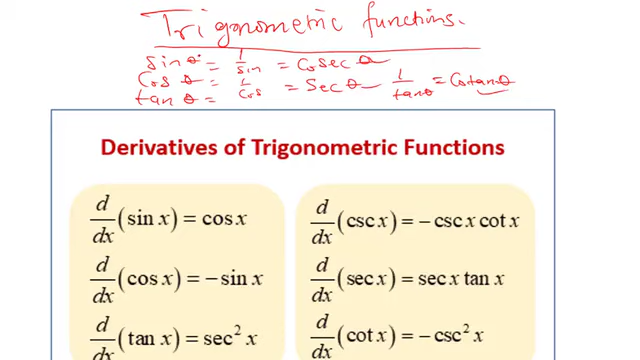 Trigonometric functions.
sin θ = 1/sin = Cosec θ
Cos θ = 1/Cos = Sec θ 1/tan θ = Cotan θ
tan θ =
Derivatives of Trigonometric Functions
d/dx (sin x) = cos x
d/dx (cos x) = −sin x
d/dx (tan x) = sec² x
d/dx (csc x) = −csc x cot x
d/dx (sec x) = sec x tan x
d/dx (cot x) = −csc² x